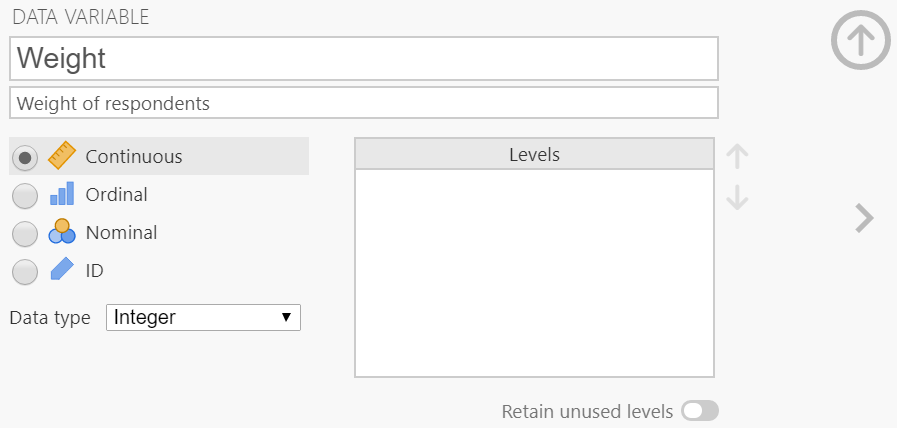 DATA VARIABLE
Weight
Weight of respondents
Continuous
Ordinal
Nominal
ID
Data type Integer
Levels
Retain unused levels